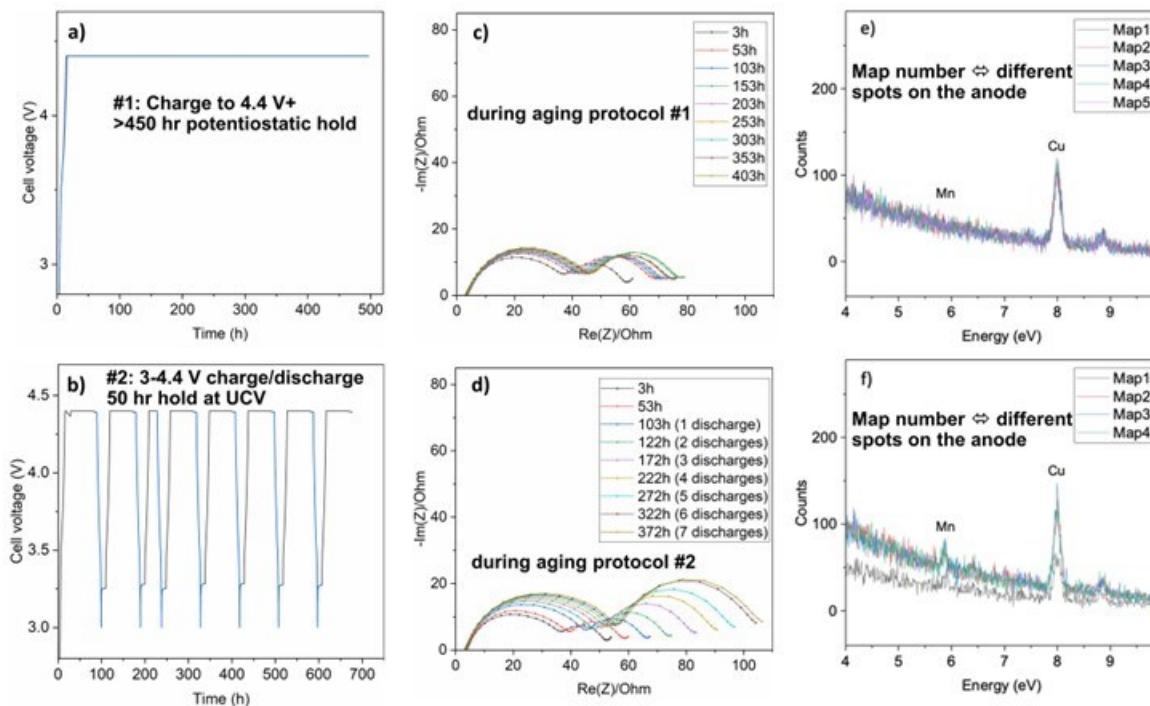 a)
#1: Charge to 4.4 V+
>450 hr potentiostatic hold
Cell voltage (V)
4
3
0 100 200 300 400 500
Time (h)
c)
3h
53h
103h
153h
203h
253h
303h
353h
403h
during aging protocol #1
-Im(Z)/Ohm
80
60
40
20
0
0 20 40 60 80 100
Re(Z)/Ohm
e)
Map1
Map2
Map3
Map4
Map5
Map number ⇔ different
spots on the anode
Cu
Mn
Counts
200
100
0
4 5 6 7 8 9
Energy (eV)
b)
#2: 3-4.4 V charge/discharge
50 hr hold at UCV
Cell voltage (V)
4.5
4.0
3.5
3.0
0 100 200 300 400 500 600 700
Time (h)
d)
3h
53h
103h (1 discharge)
122h (2 discharges)
172h (3 discharges)
222h (4 discharges)
272h (5 discharges)
322h (6 discharges)
372h (7 discharges)
during aging protocol #2
-Im(Z)/Ohm
80
60
40
20
0
0 20 40 60 80 100
Re(Z)/Ohm
f)
Map1
Map2
Map3
Map4
Map number ⇔ different
spots on the anode
Cu
Mn
Counts
200
100
0
4 5 6 7 8 9
Energy (eV)